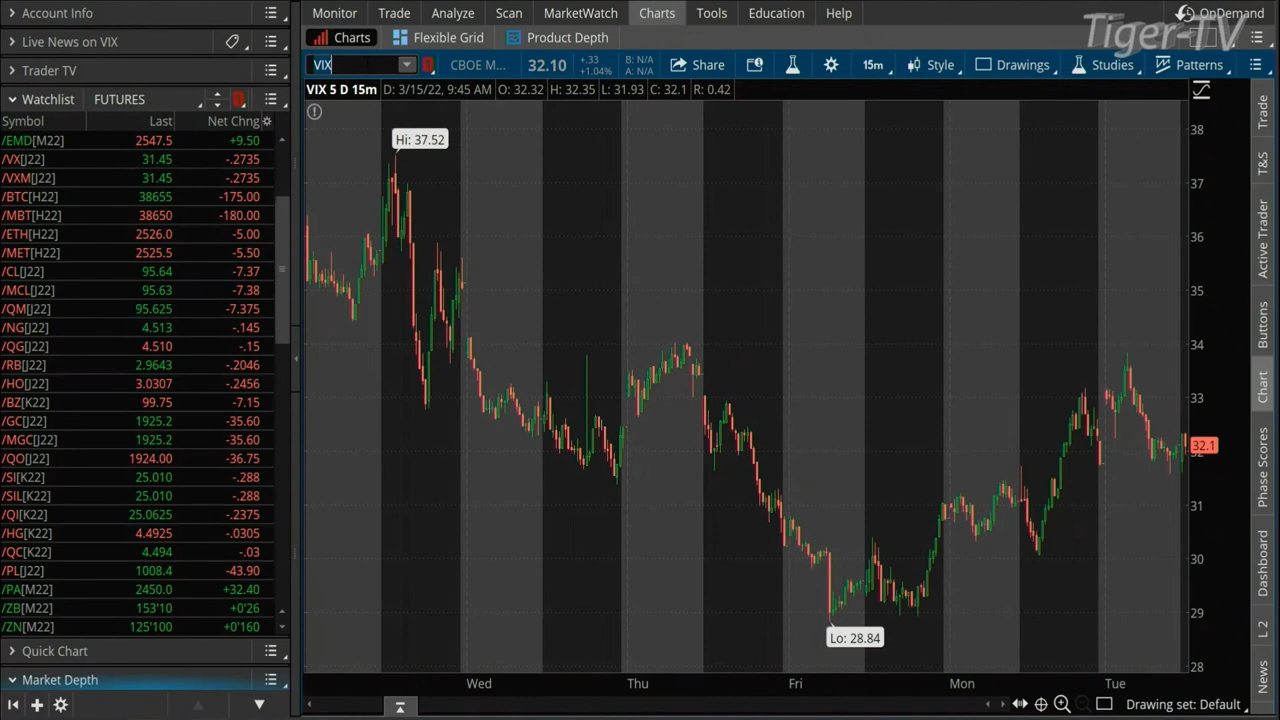 Account Info
Live News on VIX
Trader TV
Watchlist FUTURES
Symbol Last Net Chng
/EMD[M22] 2547.5 +9.50
/VX[J22] 31.45 -.2735
/VXM[J22] 31.45 -.2735
/BTC[H22] 38655 -175.00
/MBT[H22] 38650 -180.00
/ETH[H22] 2526.0 -5.00
/MET[H22] 2525.5 -5.50
/CL[J22] 95.64 -7.37
/MCL[J22] 95.63 -7.38
/QM[J22] 95.625 -7.375
/NG[J22] 4.513 -.145
/QG[J22] 4.510 -.15
/RB[J22] 2.9643 -.2046
/HO[J22] 3.0307 -.2456
/BZ[K22] 99.75 -7.15
/GC[J22] 1925.2 -35.60
/MGC[J22] 1925.2 -35.60
/QO[J22] 1924.00 -36.75
/SI[K22] 25.010 -.288
/SIL[K22] 25.010 -.288
/QI[K22] 25.0625 -.2375
/HG[K22] 4.4925 -.0305
/QC[K22] 4.494 -.03
/PL[J22] 1008.4 -43.90
/PA[M22] 2450.0 +32.40
/ZB[M22] 153'10 +0'26
/ZN[M22] 125'100 +0'160
Quick Chart
Market Depth
Monitor Trade Analyze Scan MarketWatch Charts Tools Education Help OnDemand
Tiger-TV
Charts Flexible Grid Product Depth
VIX CBOE M... 32.10 +.33 +1.04% B: N/A A: N/A Share 15m Style Drawings Studies Patterns
VIX 5 D 15m D: 3/15/22, 9:45 AM O: 32.32 H: 32.35 L: 31.93 C: 32.1 R: 0.42
Hi: 37.52
Lo: 28.84
38
37
36
35
34
33
32
32.1
31
30
29
28
Wed Thu Fri Mon Tue
Drawing set: Default
Trade
T&S
Active Trader
Buttons
Chart
Phase Scores
Dashboard
L 2
News